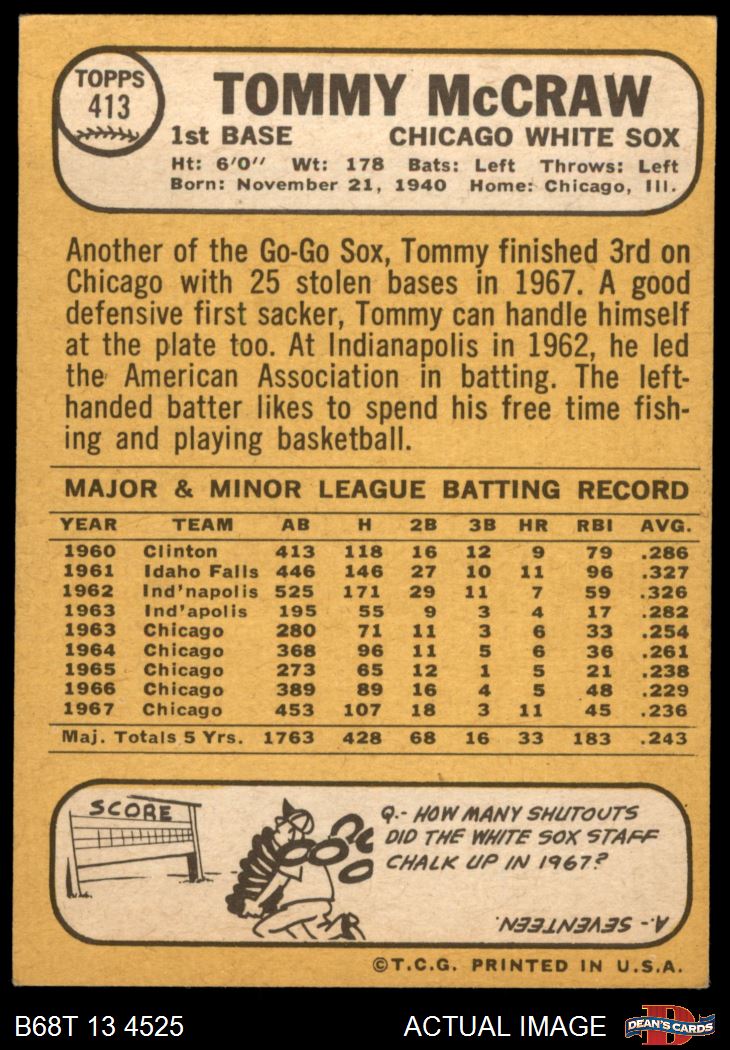 TOPPS
413
TOMMY McCRAW
1st BASE CHICAGO WHITE SOX
Ht: 6'0" Wt: 178 Bats: Left Throws: Left
Born: November 21, 1940 Home: Chicago, Ill.
Another of the Go-Go Sox, Tommy finished 3rd on
Chicago with 25 stolen bases in 1967. A good
defensive first sacker, Tommy can handle himself
at the plate too. At Indianapolis in 1962, he led
the American Association in batting. The left-
handed batter likes to spend his free time fish-
ing and playing basketball.
MAJOR & MINOR LEAGUE BATTING RECORD
YEAR TEAM AB H 2B 3B HR RBI AVG.
1960 Clinton 413 118 16 12 9 79 .286
1961 Idaho Falls 446 146 27 10 11 96 .327
1962 Ind'napolis 525 171 29 11 7 59 .326
1963 Ind'apolis 195 55 9 3 4 17 .282
1963 Chicago 280 71 11 3 6 33 .254
1964 Chicago 368 96 11 5 6 36 .261
1965 Chicago 273 65 12 1 5 21 .238
1966 Chicago 389 89 16 4 5 48 .229
1967 Chicago 453 107 18 3 11 45 .236
Maj. Totals 5 Yrs. 1763 428 68 16 33 183 .243
SCORE
Q.- HOW MANY SHUTOUTS
DID THE WHITE SOX STAFF
CHALK UP IN 1967?
A.- SEVENTEEN.
©T.C.G. PRINTED IN U.S.A.
B68T 13 4525 ACTUAL IMAGE
D
DEAN'S CARDS